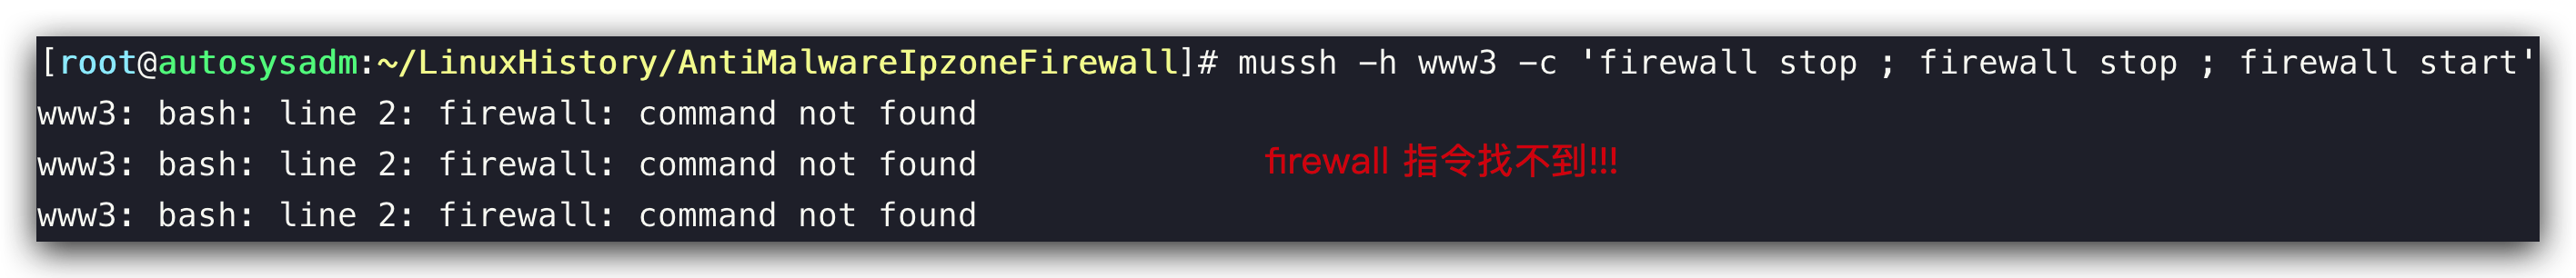 [root@autosysadm:~/LinuxHistory/AntiMalwareIpzoneFirewall]# mussh -h www3 -c 'firewall stop ; firewall stop ; firewall start'
www3: bash: line 2: firewall: command not found
www3: bash: line 2: firewall: command not found
firewall 指令找不到!!!
www3: bash: line 2: firewall: command not found